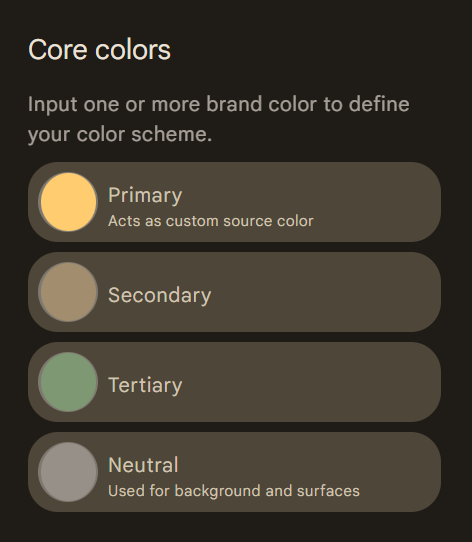 Core colors
Input one or more brand color to define
your color scheme.
Primary
Acts as custom source color
Secondary
Tertiary
Neutral
Used for background and surfaces